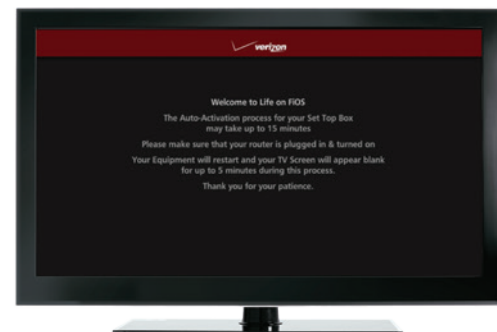 verizon
Welcome to Life on FiOS
The Auto-Activation process for your Set Top Box
may take up to 15 minutes
Please make sure that your router is plugged in & turned on
Your Equipment will restart and your TV Screen will appear blank
for up to 5 minutes during this process.
Thank you for your patience.